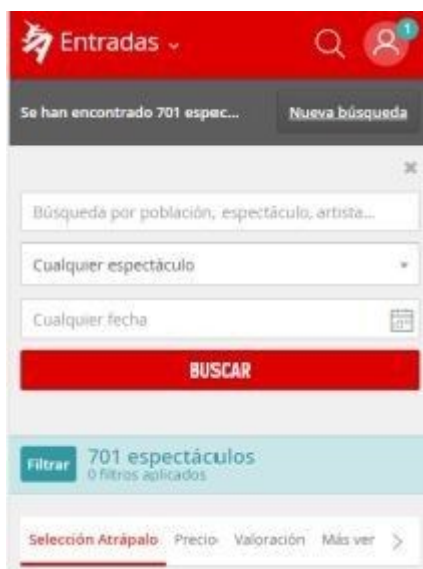 Entradas
1
Se han encontrado 701 espec...
Nueva búsqueda
Búsqueda por población, espectáculo, artista...
Cualquier espectáculo
Cualquier fecha
BUSCAR
Filtrar
701 espectáculos
0 filtros aplicados
Selección Atrápalo Precio Valoración Más ver